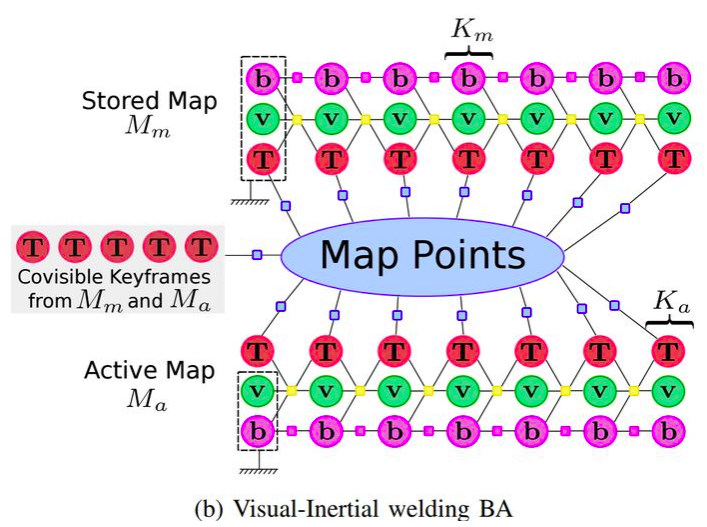 K_m
b b b b b b b
Stored Map
M_m
v v v v v v v
T T T T T T T
Map Points
T T T T T
Covisible Keyframes
from M_m and M_a
K_a
T T T T T T T
Active Map
M_a
v v v v v v v
b b b b b b b
(b) Visual-Inertial welding BA